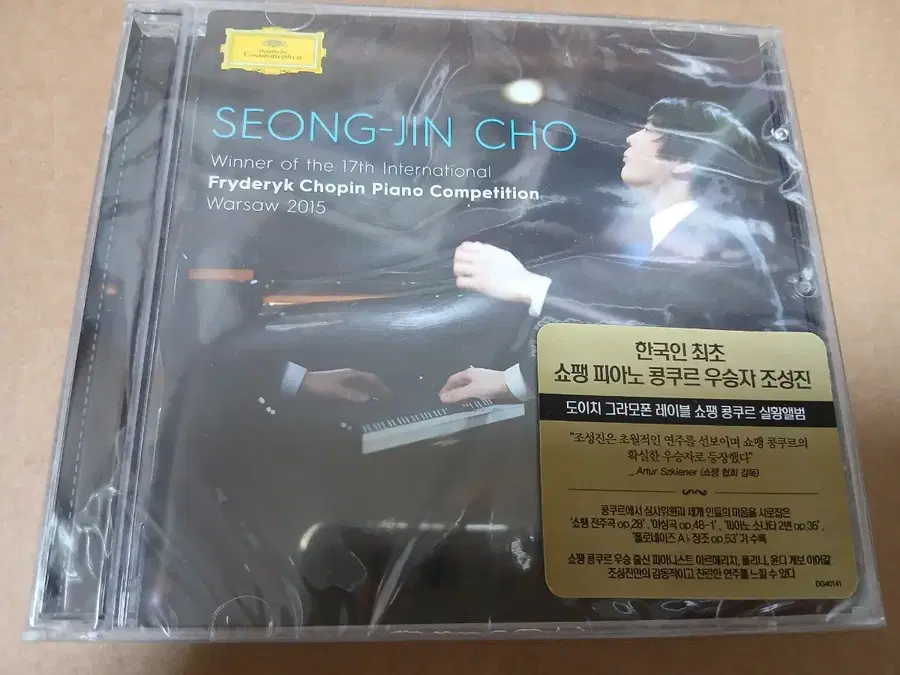 Deutsche
Grammophon
SEONG-JIN CHO
Winner of the 17th International
Fryderyk Chopin Piano Competition
Warsaw 2015
한국인 최초
쇼팽 피아노 콩쿠르 우승자 조성진
도이치 그라모폰 레이블 쇼팽 콩쿠르 실황앨범
"조성진은 초월적인 연주를 선보이며 쇼팽 콩쿠르의
확실한 우승자로 등장했다"
_ Artur Szklener (쇼팽 협회 감독)
콩쿠르에서 심사위원과 세계 인들의 마음을 사로잡은
'쇼팽 전주곡 op.28', '야상곡 op.48-1', '피아노 소나타 2번 op.35',
'폴로네이즈 A♭장조 op.53' 가 수록
쇼팽 콩쿠르 우승 출신 피아니스트 아르헤리치, 폴리니, 윤디 계보 이어갈
조성진만의 감동적이고 찬란한 연주를 느낄 수 있다
DG40141